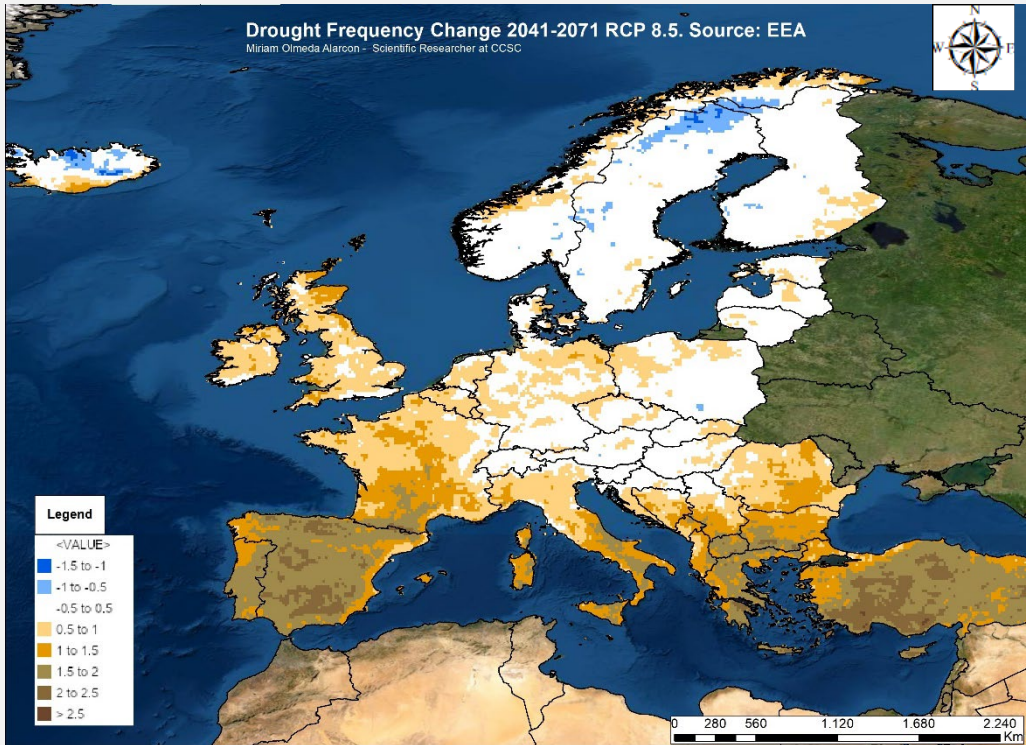 Drought Frequency Change 2041-2071 RCP 8.5. Source: EEA
Miriam Olmeda Alarcon - Scientific Researcher at CCSC
N
W E
S
Legend
<VALUE>
-1.5 to -1
-1 to -0.5
-0.5 to 0.5
0.5 to 1
1 to 1.5
1.5 to 2
2 to 2.5
> 2.5
0 280 560 1.120 1.680 2.240
Km